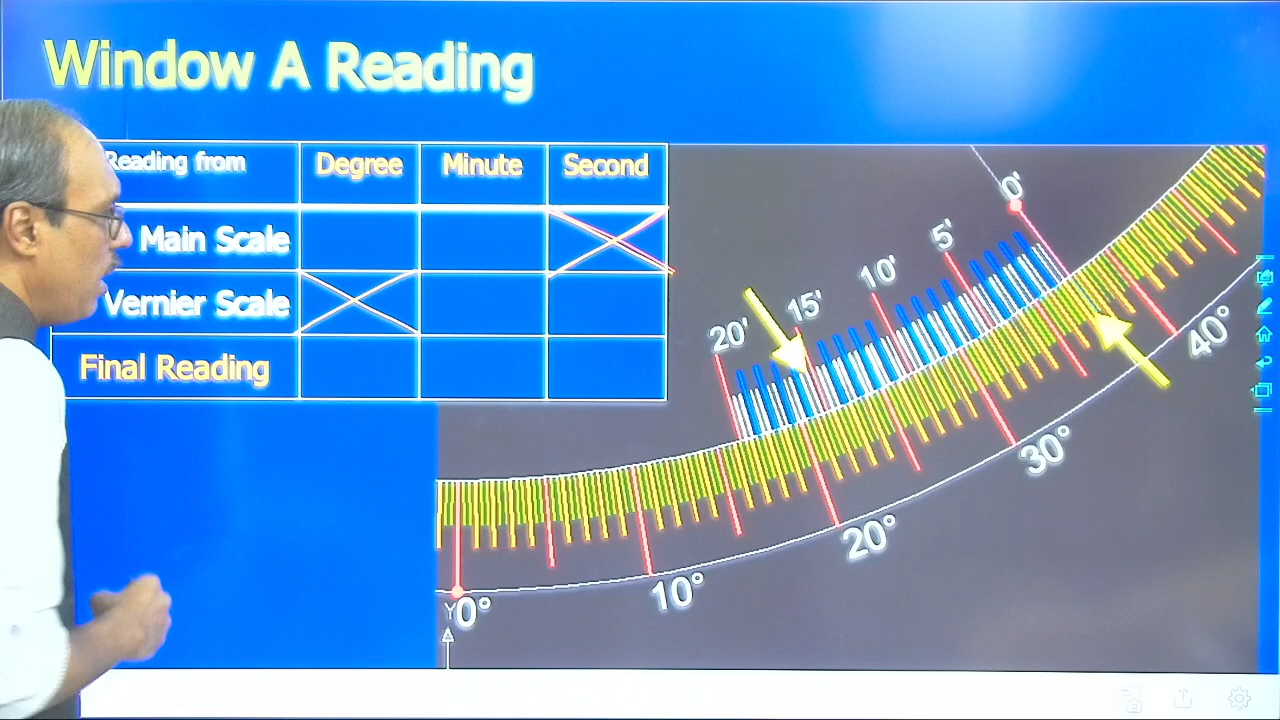 Window A Reading
Reading from Degree Minute Second
Main Scale
Vernier Scale
Final Reading
0'
5'
10'
15'
20'
40°
30°
20°
10°
0°
Y